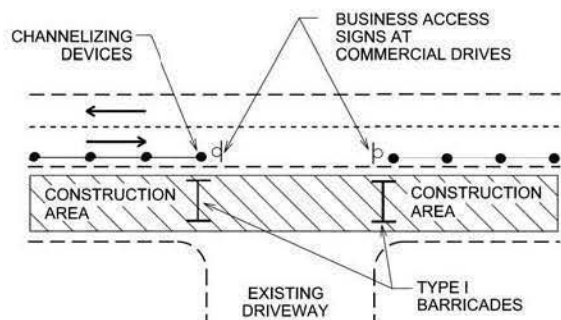 CHANNELIZING
DEVICES
BUSINESS ACCESS
SIGNS AT
COMMERCIAL DRIVES
CONSTRUCTION
AREA
CONSTRUCTION
AREA
EXISTING
DRIVEWAY
TYPE I
BARRICADES